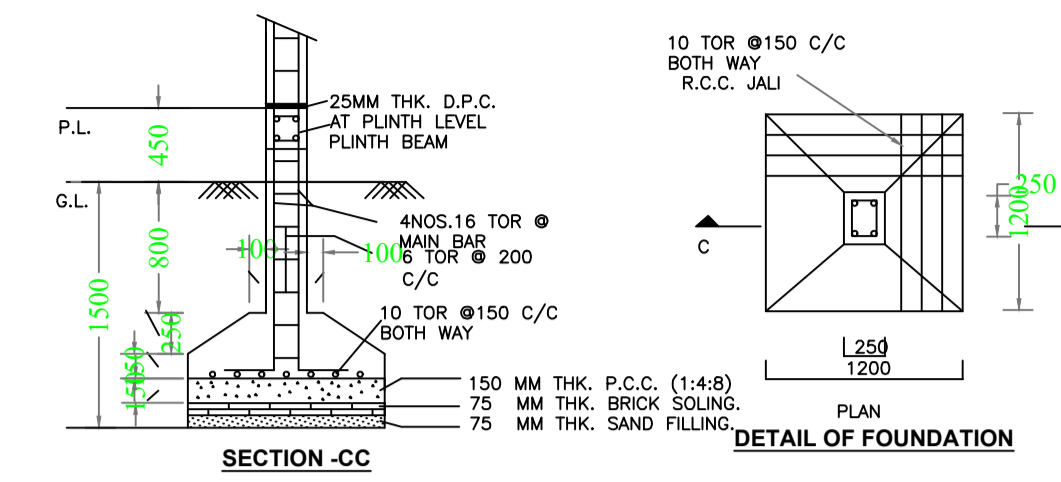 P.L.
450
G.L.
1500
800
250
150
150
100
100
25MM THK. D.P.C.
AT PLINTH LEVEL
PLINTH BEAM
4NOS.16 TOR @
MAIN BAR
6 TOR @ 200
C/C
10 TOR @150 C/C
BOTH WAY
150 MM THK. P.C.C. (1:4:8)
75 MM THK. BRICK SOLING.
75 MM THK. SAND FILLING.
SECTION -CC
10 TOR @150 C/C
BOTH WAY
R.C.C. JALI
C
250
1200
250
1200
PLAN
DETAIL OF FOUNDATION